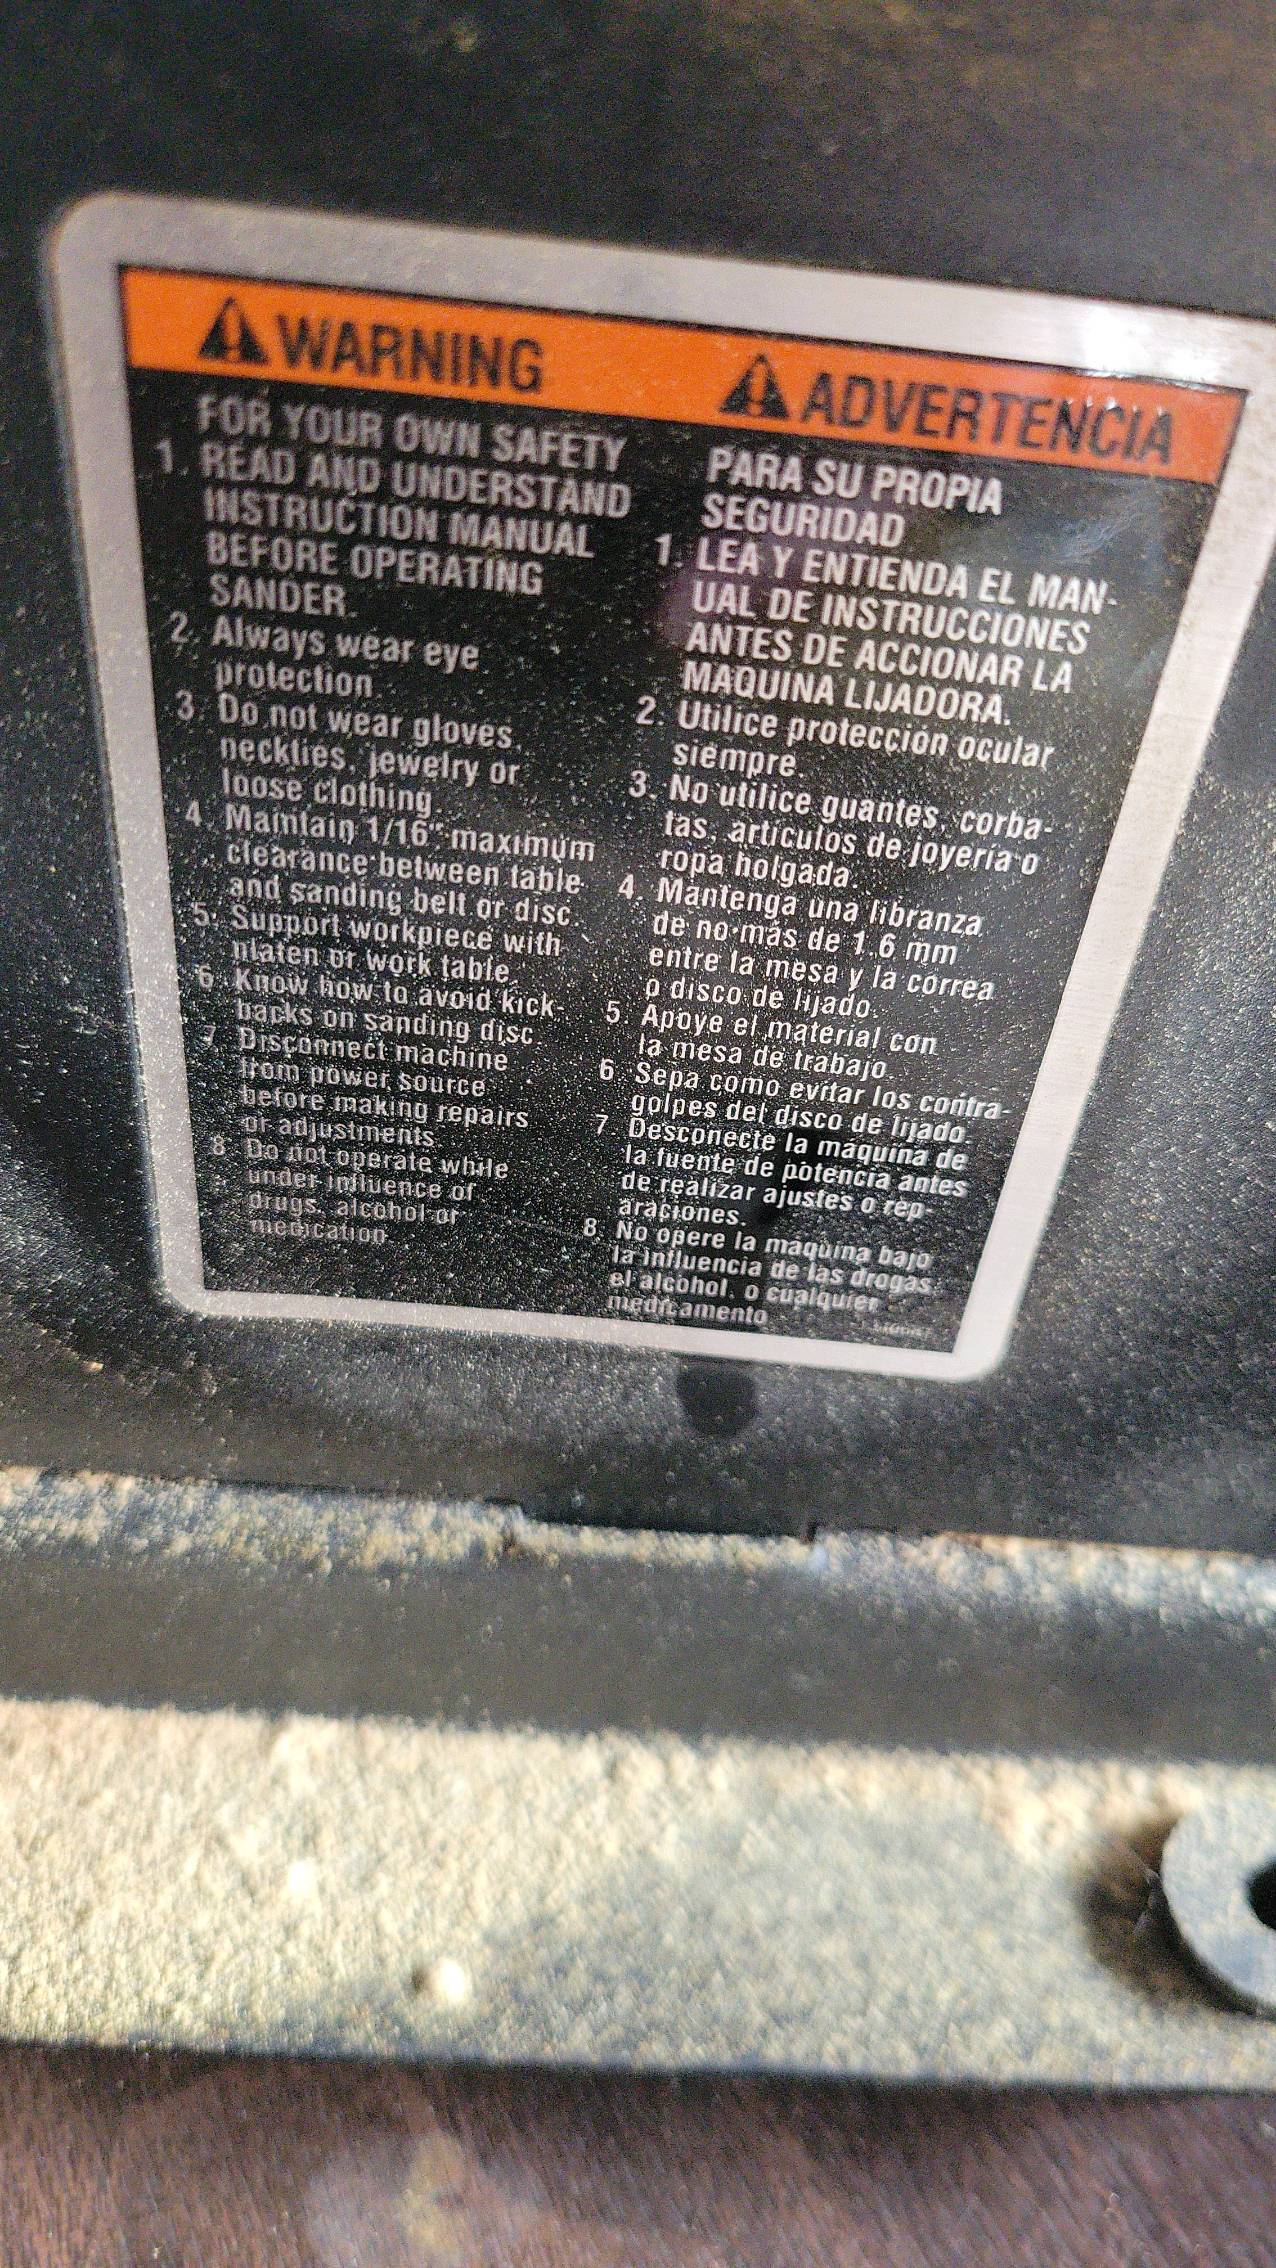 WARNING
FOR YOUR OWN SAFETY
1. READ AND UNDERSTAND
INSTRUCTION MANUAL
BEFORE OPERATING
SANDER.
2. Always wear eye
protection.
3. Do not wear gloves,
neckties, jewelry or
loose clothing.
4. Maintain 1/16" maximum
clearance between table
and sanding belt or disc.
5. Support workpiece with
platen or work table.
6. Know how to avoid kick-
backs on sanding disc.
7. Disconnect machine
from power source
before making repairs
or adjustments.
8. Do not operate while
under influence of
drugs, alcohol or
medication.
ADVERTENCIA
PARA SU PROPIA
SEGURIDAD
1. LEA Y ENTIENDA EL MAN-
UAL DE INSTRUCCIONES
ANTES DE ACCIONAR LA
MAQUINA LIJADORA.
2. Utilice protección ocular
siempre.
3. No utilice guantes, corba-
tas, artículos de joyería o
ropa holgada.
4. Mantenga una libranza
de no más de 1.6 mm
entre la mesa y la correa
o disco de lijado.
5. Apoye el material con
la mesa de trabajo.
6. Sepa como evitar los contra-
golpes del disco de lijado.
7. Desconecte la máquina de
la fuente de potencia antes
de realizar ajustes o rep-
araciones.
8. No opere la máquina bajo
la influencia de las drogas,
el alcohol, o cualquier
medicamento.